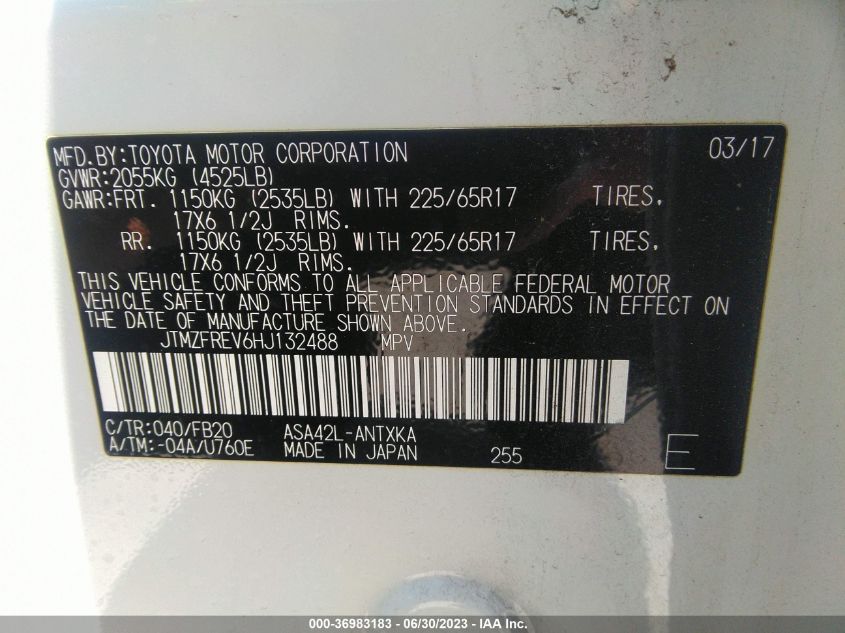 MFD.BY:TOYOTA MOTOR CORPORATION 03/17
GVWR:2055KG (4525LB)
GAWR:FRT. 1150KG (2535LB) WITH 225/65R17 TIRES.
17X6 1/2J RIMS.
RR. 1150KG (2535LB) WITH 225/65R17 TIRES.
17X6 1/2J RIMS.
THIS VEHICLE CONFORMS TO ALL APPLICABLE FEDERAL MOTOR
VEHICLE SAFETY AND THEFT PREVENTION STANDARDS IN EFFECT ON
THE DATE OF MANUFACTURE SHOWN ABOVE.
JTMZFREV6HJ132488 MPV
C/TR:040/FB20 ASA42L-ANTXKA
A/TM:-04A/U760E MADE IN JAPAN 255 E
000-36983183 - 06/30/2023 - IAA Inc.